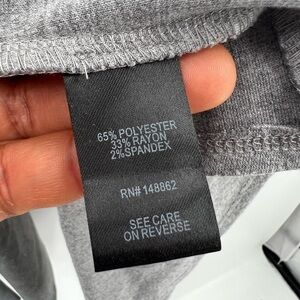 65% POLYESTER
33% RAYON
2% SPANDEX
RN# 148862
SEE CARE
ON REVERSE